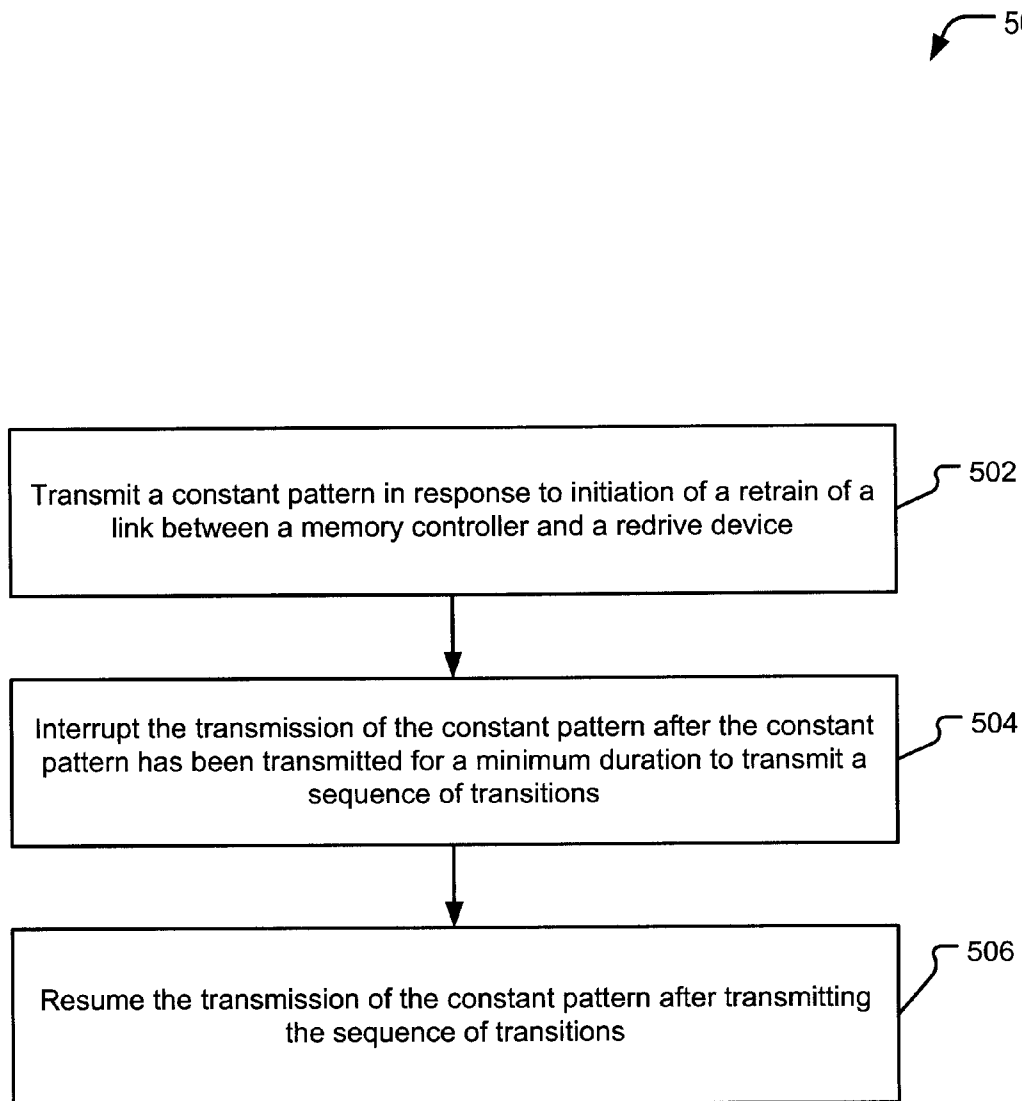 Transmit a constant pattern in response to initiation of a retrain of a
link between a memory controller and a redrive device
502
Interrupt the transmission of the constant pattern after the constant
pattern has been transmitted for a minimum duration to transmit a
sequence of transitions
504
Resume the transmission of the constant pattern after transmitting
the sequence of transitions
506